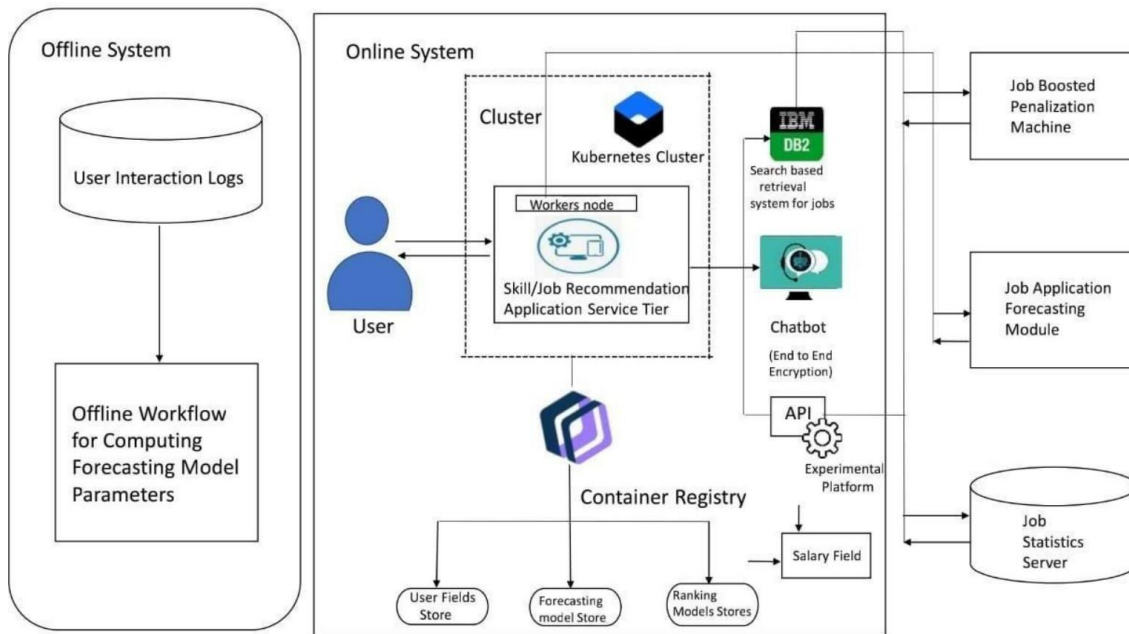 Offline System
User Interaction Logs
Offline Workflow
for Computing
Forecasting Model
Parameters
Online System
Cluster
Kubernetes Cluster
Workers node
Skill/Job Recommendation
Application Service Tier
User
IBM
DB2
Search based
retrieval
system for jobs
Chatbot
(End to End
Encryption)
API
Experimental
Platform
Container Registry
User Fields
Store
Forecasting
model Store
Ranking
Models Stores
Salary Field
Job Boosted
Penalization
Machine
Job Application
Forecasting
Module
Job
Statistics
Server